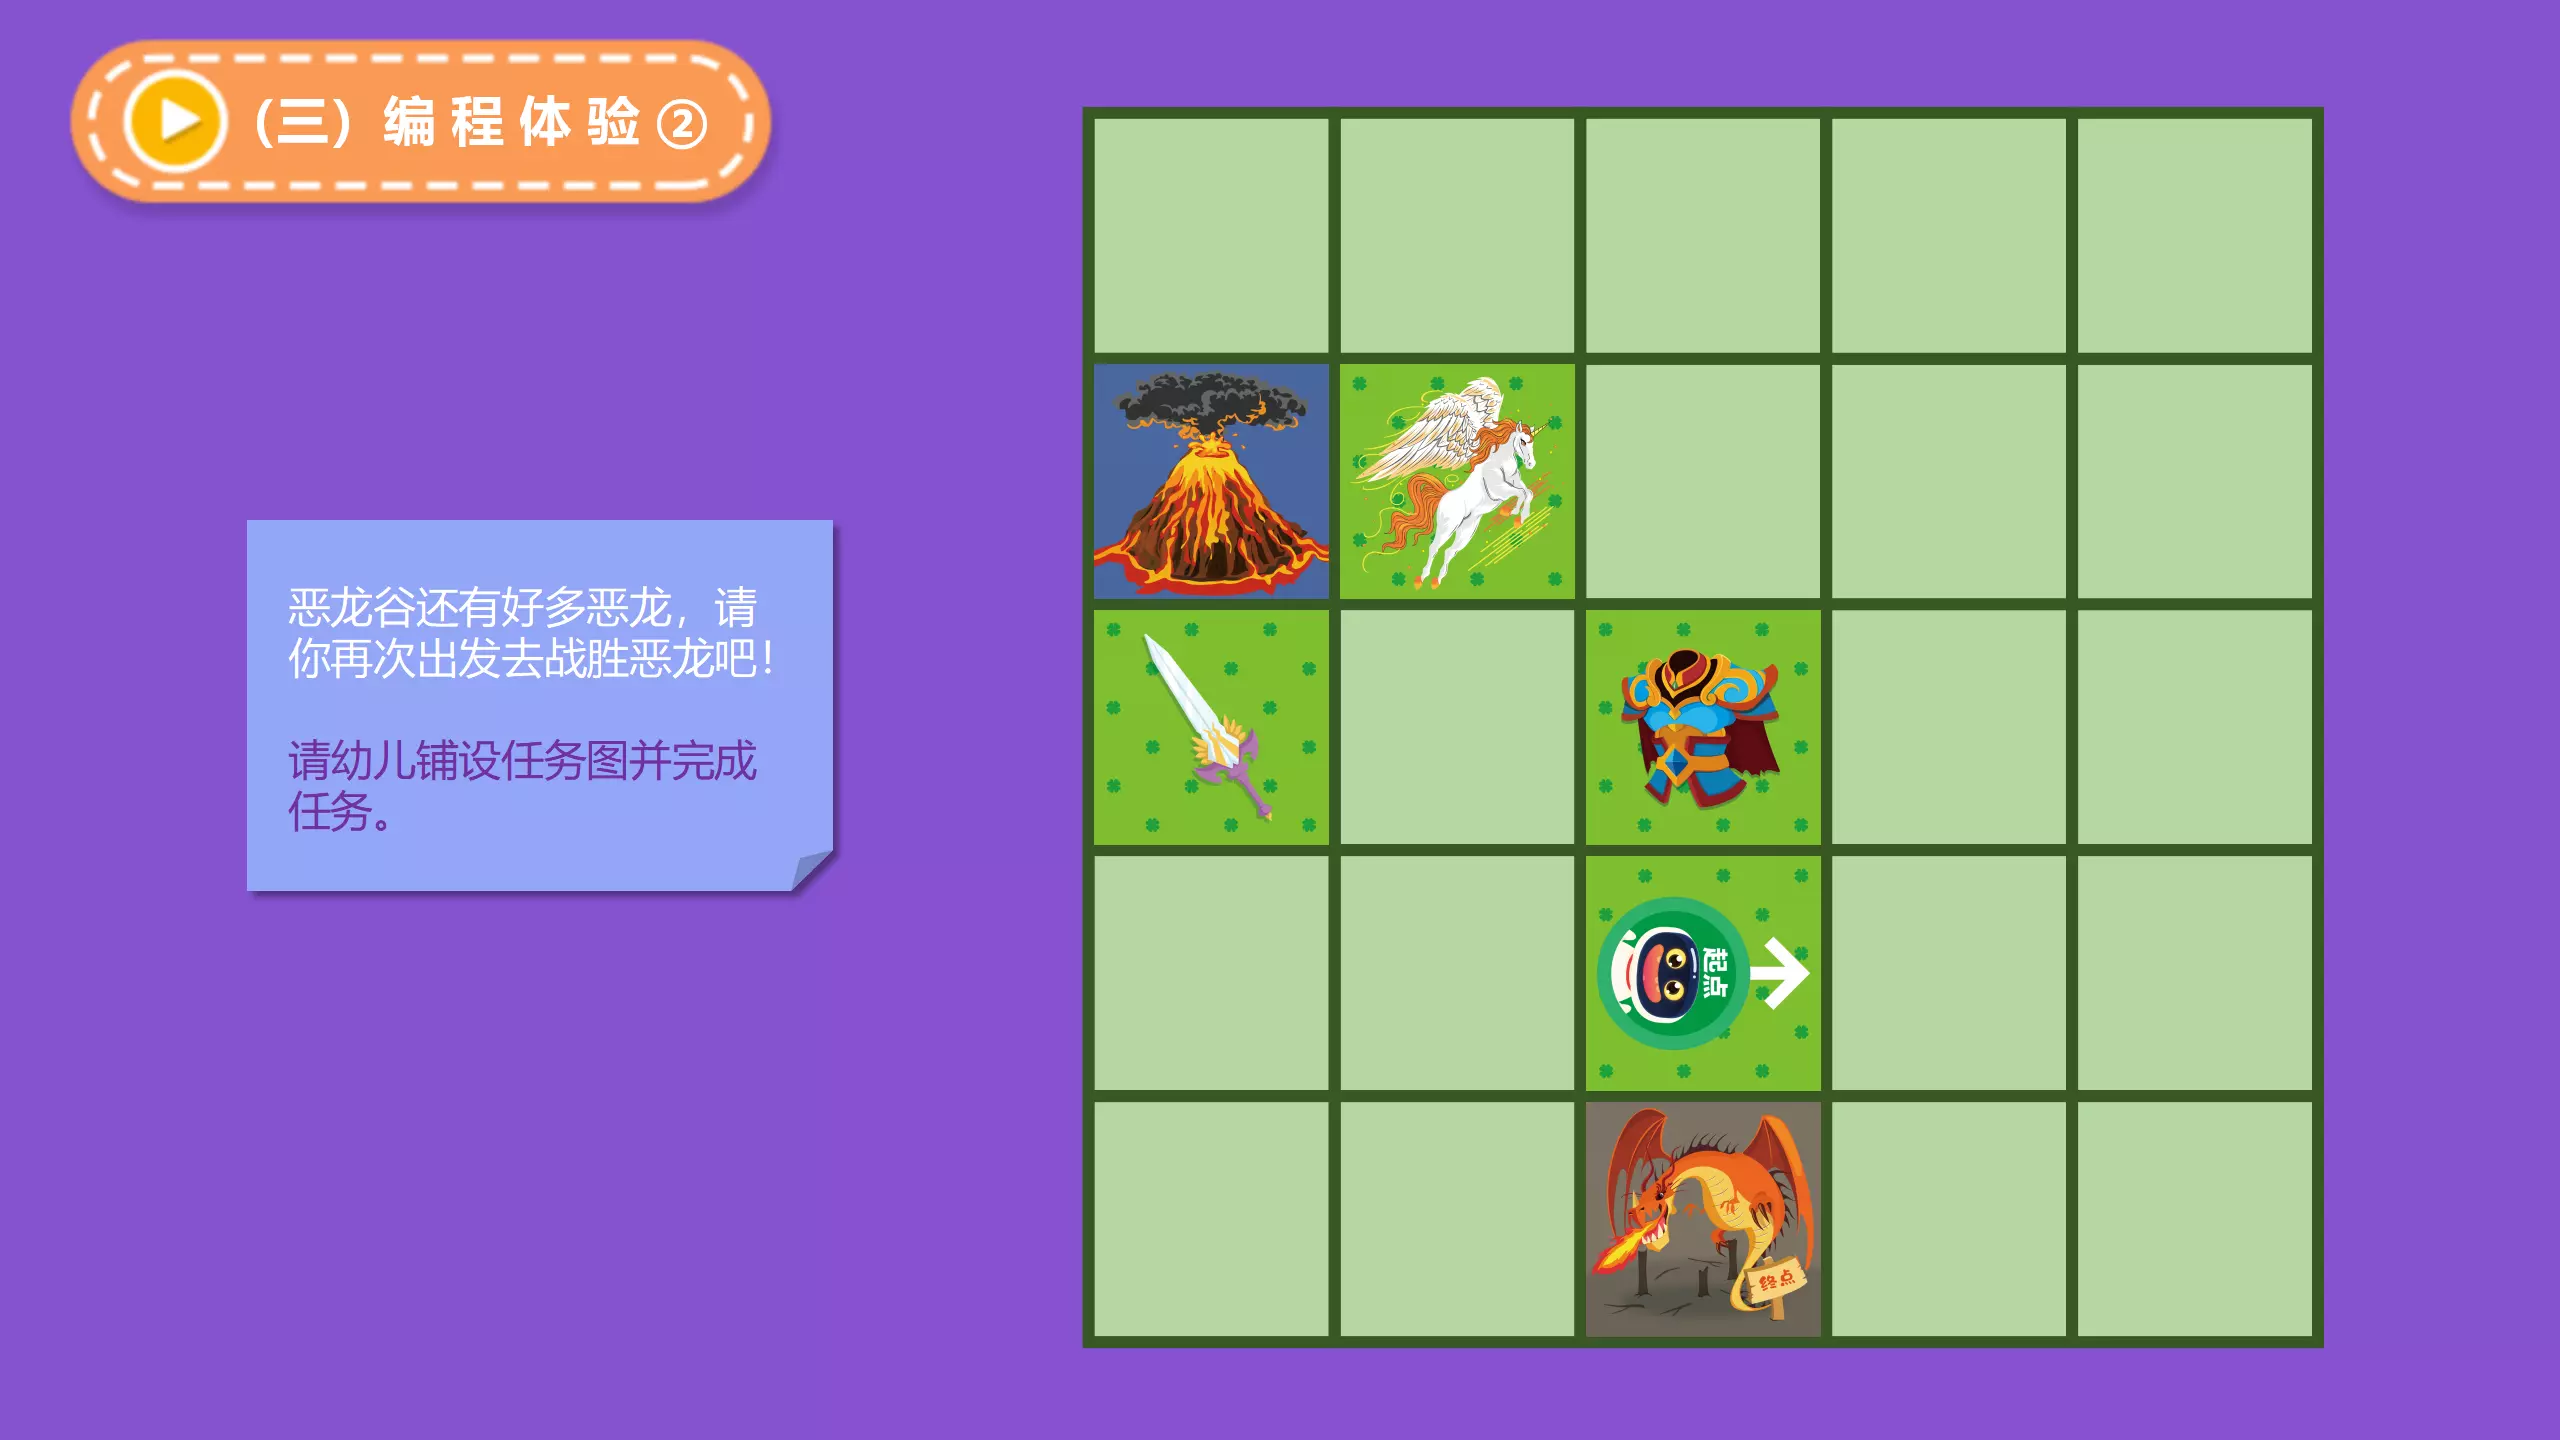 (三) 编程体验②
恶龙谷还有好多恶龙，请
你再次出发去战胜恶龙吧！
请幼儿铺设任务图并完成
任务。
起点
终点